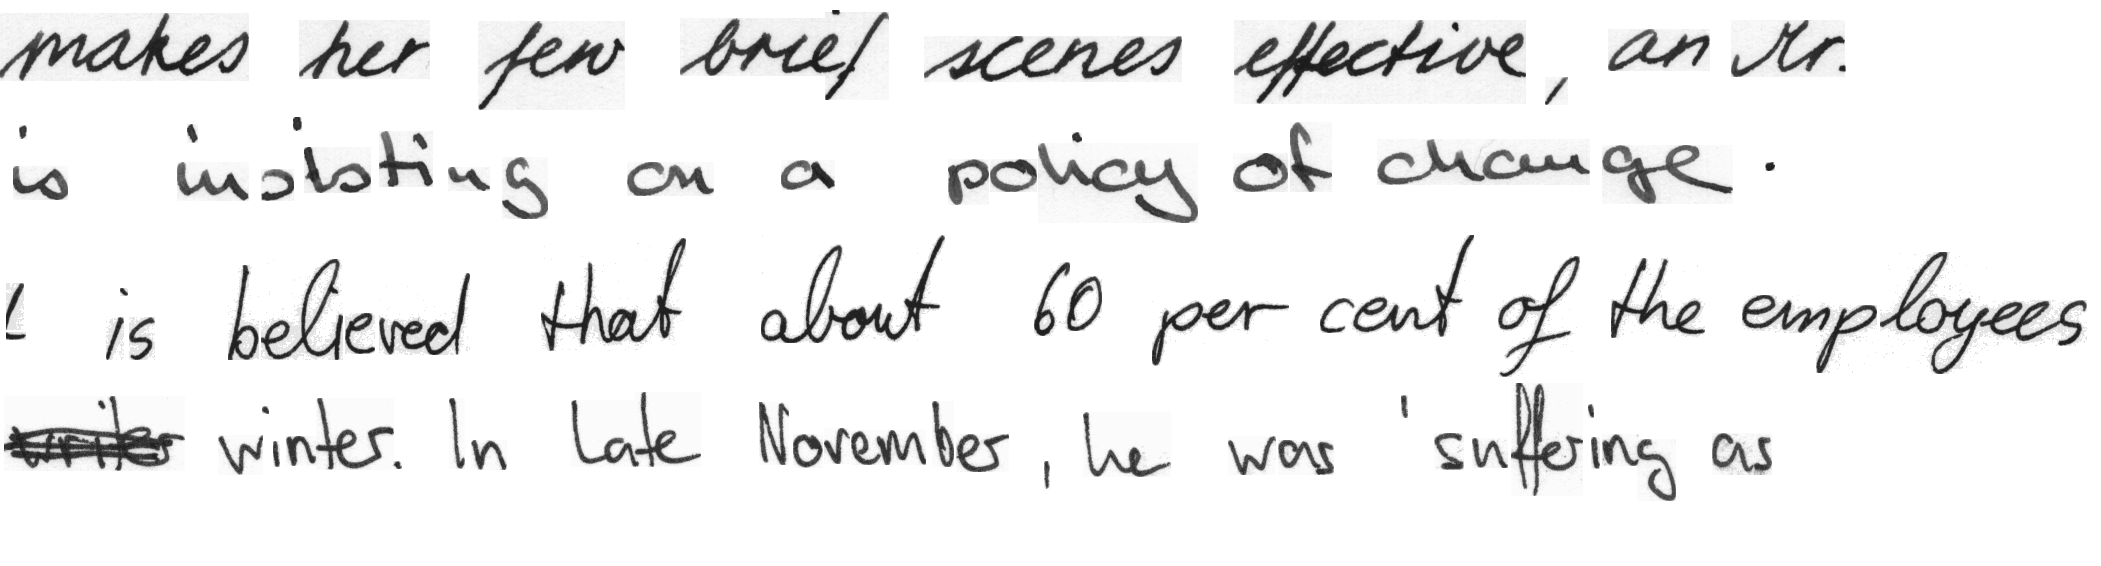 makes her few brief scenes effective, an Mr.
is insisting on a policy of change.
is believed that about 60 per cent of the employees
winter. In late November, he was 'suffering as